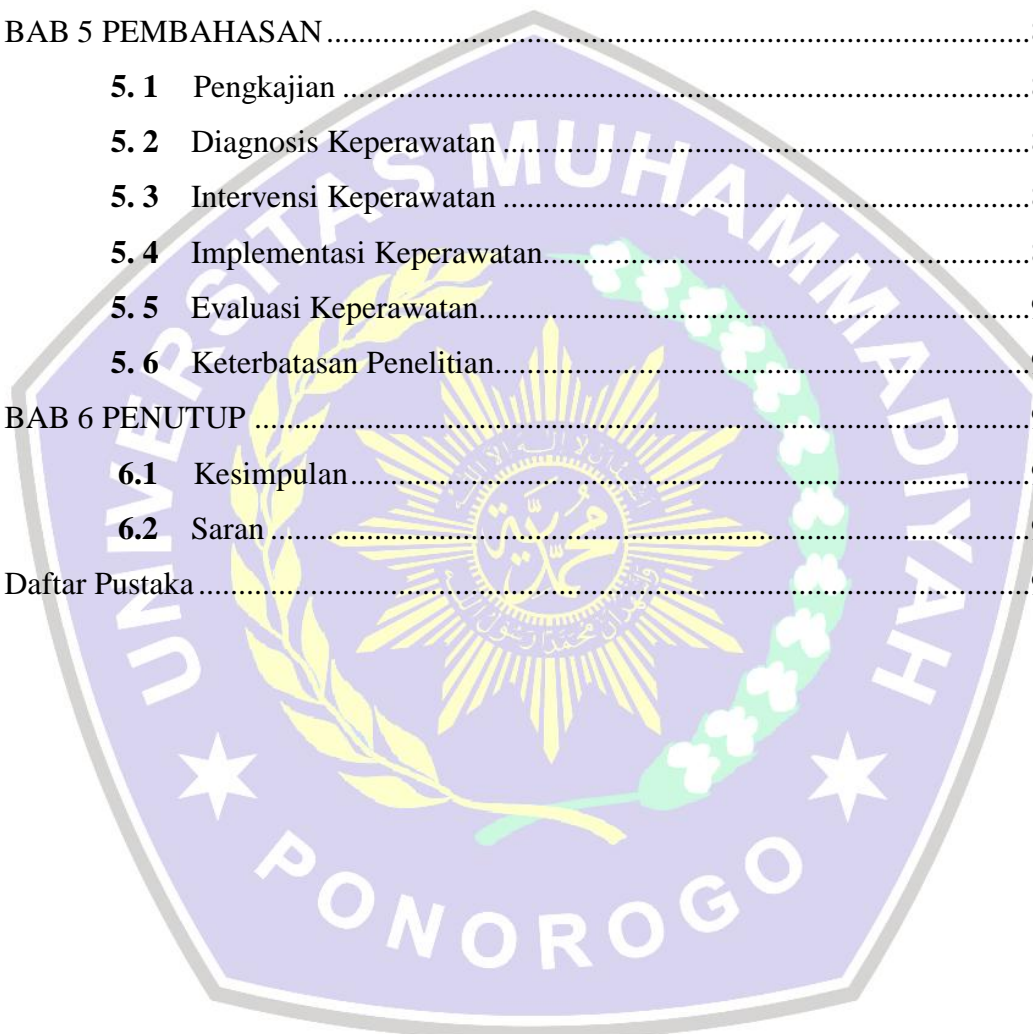 BAB 5 PEMBAHASAN
5. 1 Pengkajian
5. 2 Diagnosis Keperawatan
5. 3 Intervensi Keperawatan
5. 4 Implementasi Keperawatan
5. 5 Evaluasi Keperawatan
5. 6 Keterbatasan Penelitian
BAB 6 PENUTUP
6.1 Kesimpulan
6.2 Saran
Daftar Pustaka
UNIVERSITAS MUHAMMADIYAH
PONOROGO